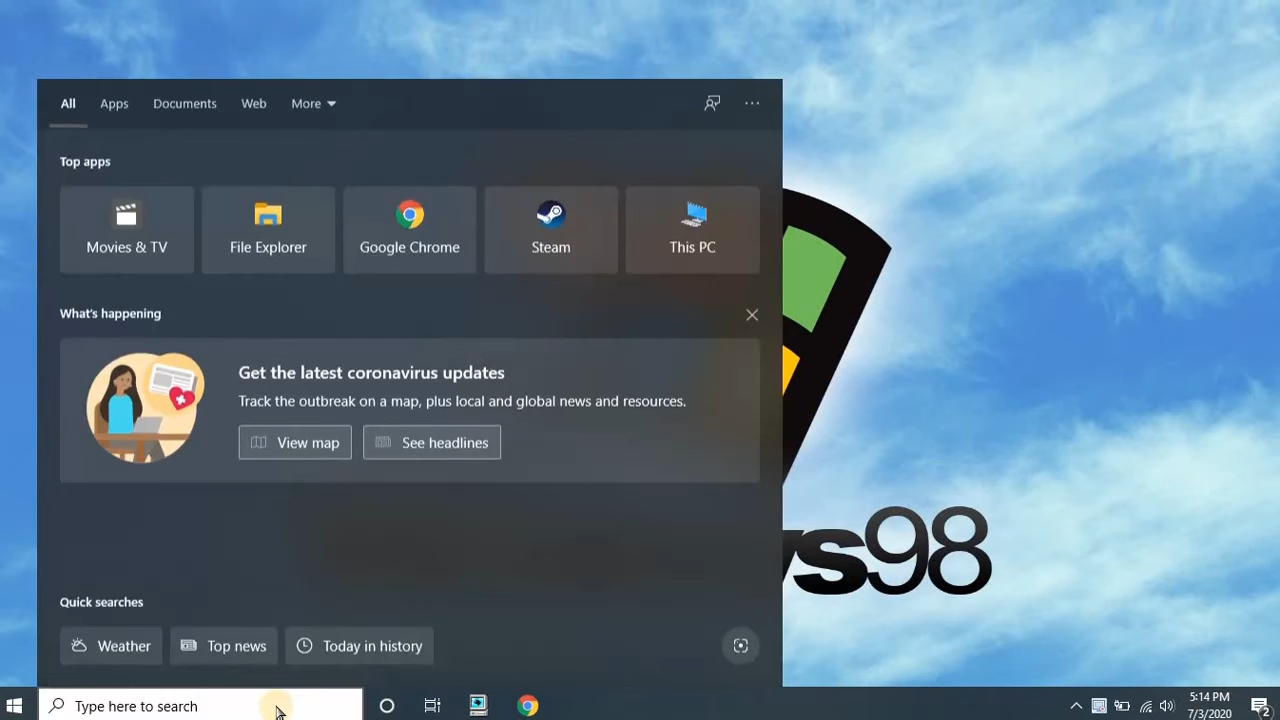 All Apps Documents Web More
Top apps
Movies & TV File Explorer Google Chrome Steam This PC
What's happening
Get the latest coronavirus updates
Track the outbreak on a map, plus local and global news and resources.
View map See headlines
ws98
Quick searches
Weather Top news Today in history
Type here to search
5:14 PM
7/3/2020
2